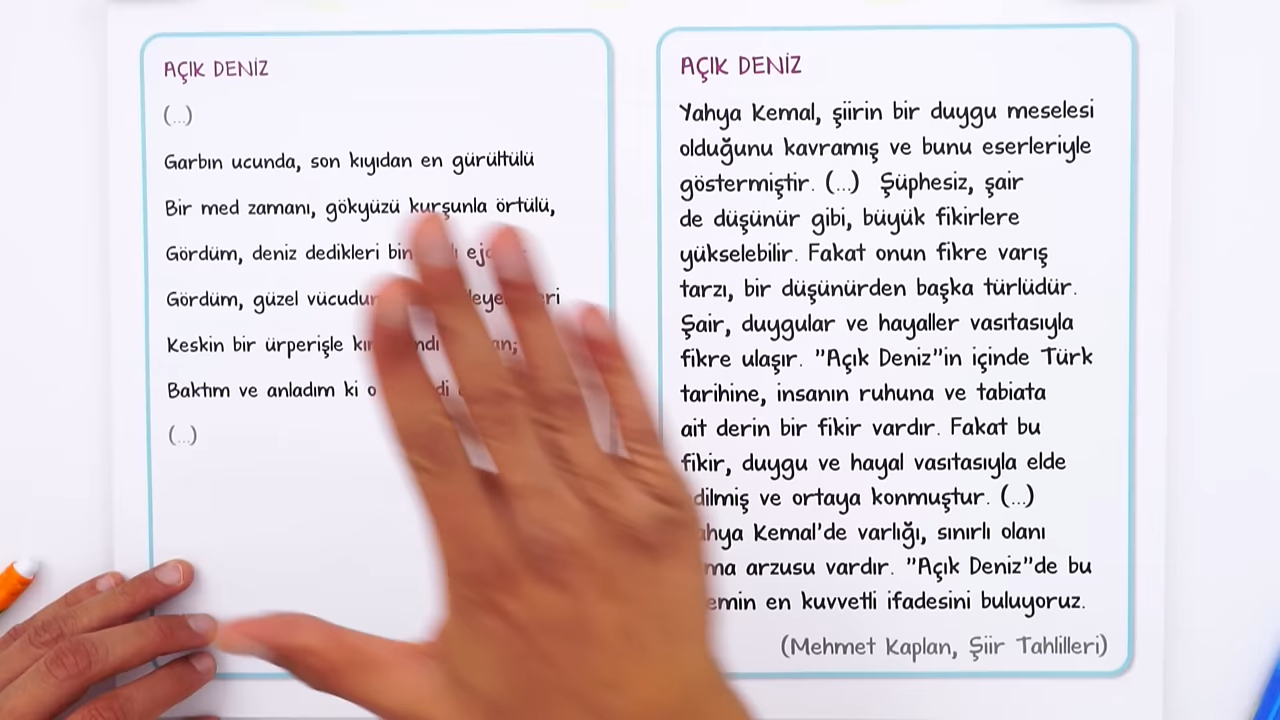 AÇIK DENİZ
(...)
Garbın ucunda, son kıyıdan en gürültülü
Bir med zamanı, gökyüzü kurşunla örtülü,
Gördüm, deniz dedikleri bin
Gördüm, güzel
Keskin bir ürperişle
Baktım ve anladım ki o
(...)
AÇIK DENİZ
Yahya Kemal, şiirin bir duygu meselesi
olduğunu kavramış ve bunu eserleriyle
göstermiştir. (...) Şüphesiz, şair
de düşünür gibi, büyük fikirlere
yükselebilir. Fakat onun fikre varış
tarzı, bir düşünürden başka türlüdür.
Şair, duygular ve hayaller vasıtasıyla
fikre ulaşır. "Açık Deniz"in içinde Türk
tarihine, insanın ruhuna ve tabiata
ait derin bir fikir vardır. Fakat bu
fikir, duygu ve hayal vasıtasıyla elde
dilmiş ve ortaya konmuştur. (...)
ahya Kemal'de varlığı, sınırlı olanı
ma arzusu vardır. "Açık Deniz"de bu
emin en kuvvetli ifadesini buluyoruz.
(Mehmet Kaplan, Şiir Tahlilleri)